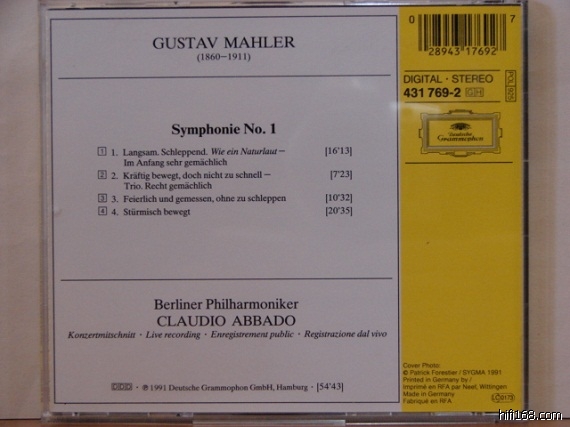 GUSTAV MAHLER
(1860–1911)
Symphonie No. 1
1 1. Langsam. Schleppend. Wie ein Naturlaut –
Im Anfang sehr gemächlich [16'13]
2 2. Kräftig bewegt, doch nicht zu schnell –
Trio. Recht gemächlich [7'23]
3 3. Feierlich und gemessen, ohne zu schleppen [10'32]
4 4. Stürmisch bewegt [20'35]
Berliner Philharmoniker
CLAUDIO ABBADO
Konzertmitschnitt · Live recording · Enregistrement public · Registrazione dal vivo
DDD · ℗ 1991 Deutsche Grammophon GmbH, Hamburg · [54'43]
0 28943 17692 7
DIGITAL · STEREO
431 769-2 GH
Deutsche
Grammophon
Cover Photo:
© Patrick Forestier / SYGMA 1991
Printed in Germany by /
Imprimé en RFA par Neef, Wittingen
Made in Germany
Fabriqué en RFA
hifi168.com